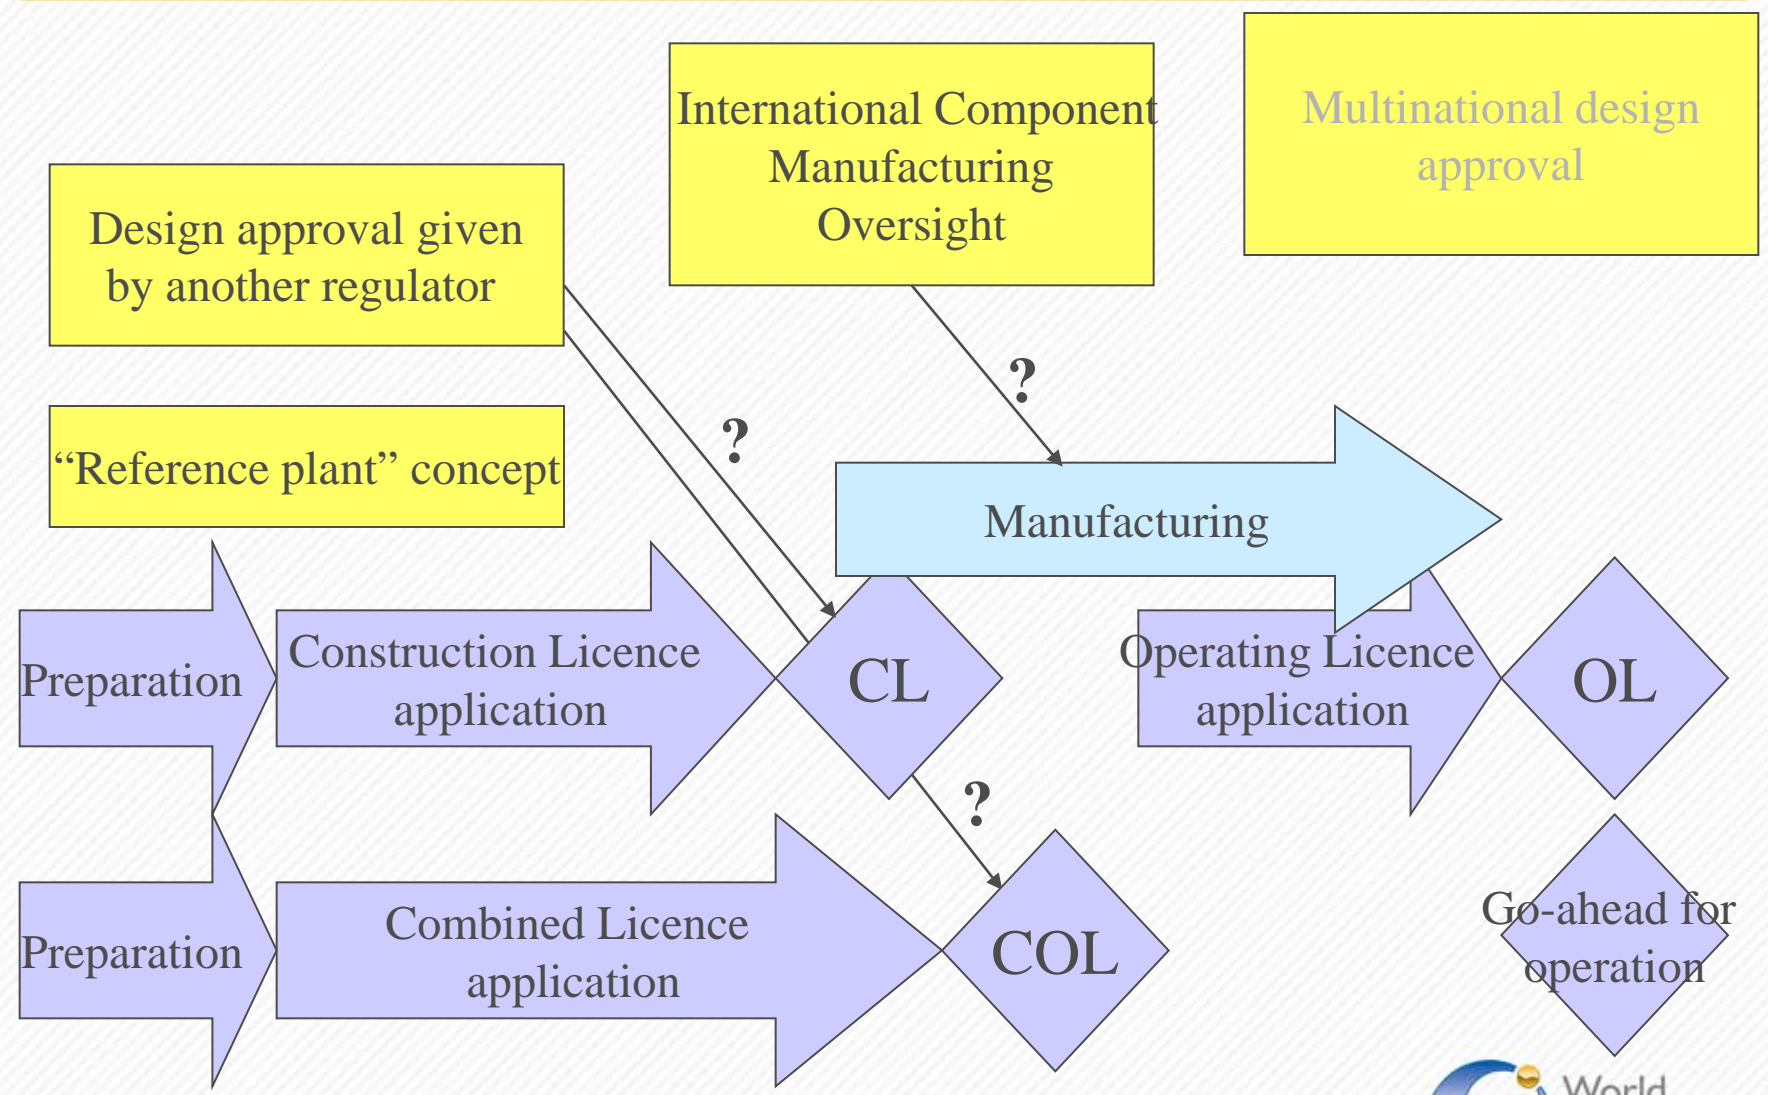 International Component
Manufacturing
Oversight
Multinational design
approval
Design approval given
by another regulator
?
?
“Reference plant” concept
Manufacturing
Preparation
Construction Licence
application
CL
Operating Licence
application
OL
?
Preparation
Combined Licence
application
COL
Go-ahead for
operation
World